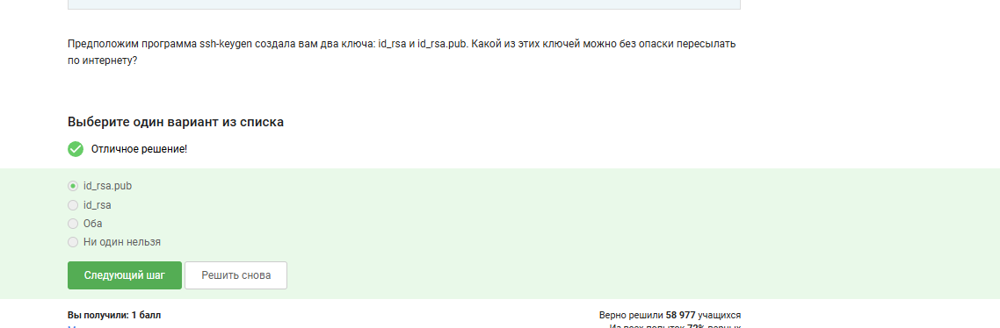 Предположим программа ssh-keygen создала вам два ключа: id_rsa и id_rsa.pub. Какой из этих ключей можно без опаски пересылать
по интернету?
Выберите один вариант из списка
Отличное решение!
id_rsa.pub
id_rsa
Оба
Ни один нельзя
Следующий шаг
Решить снова
Вы получили: 1 балл
Верно решили 58 977 учащихся
Из всех попыток 72% верных